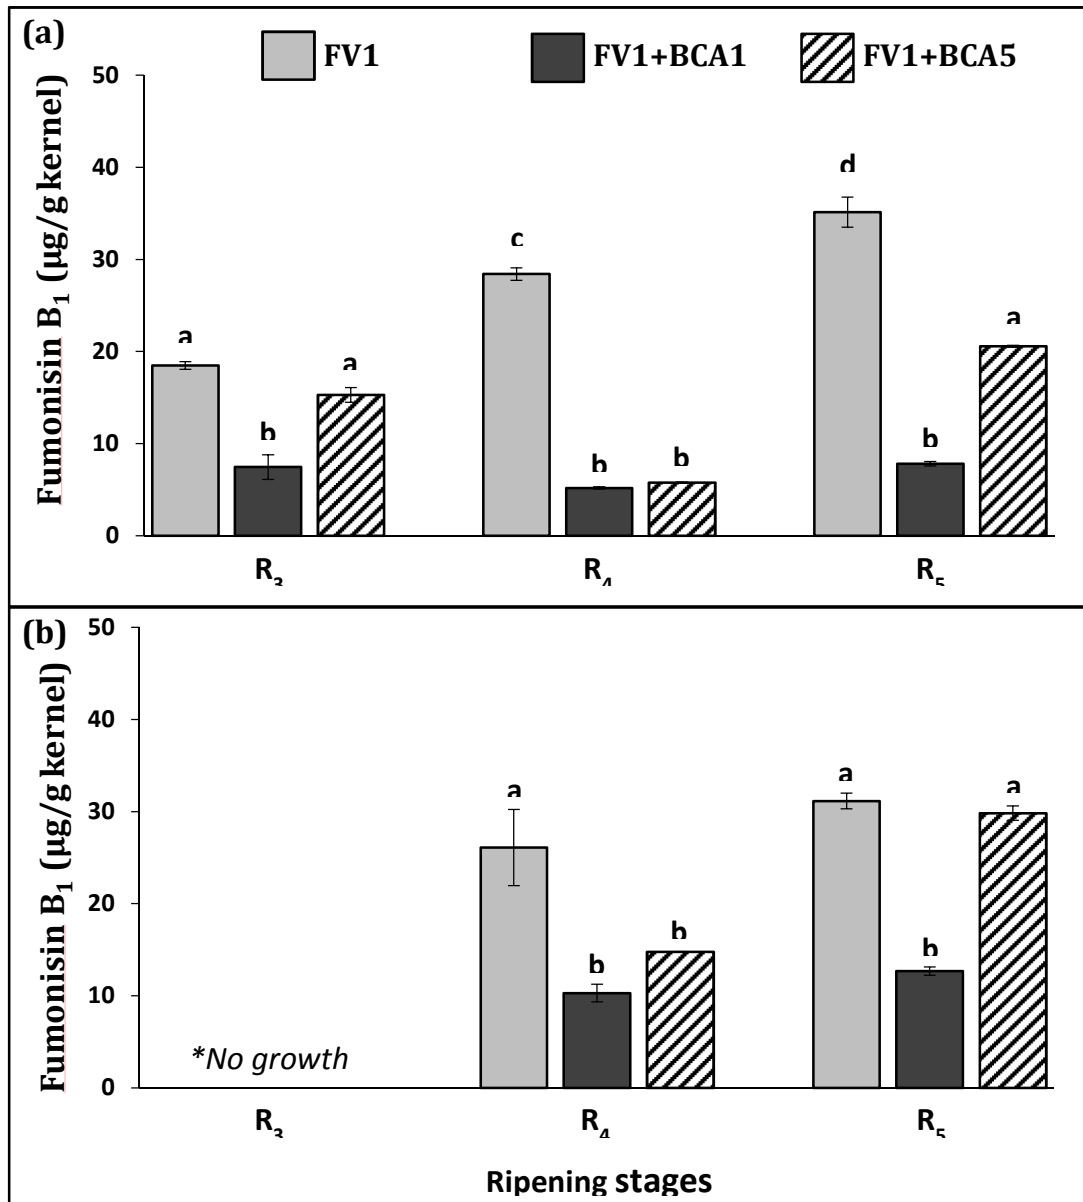 (a)
FV1 FV1+BCA1 FV1+BCA5
Fumonisin B₁ (µg/g kernel)
50
40
30
20
10
0
a b a
c b b
d b a
R₃ R₄ R₅
(b)
Fumonisin B₁ (µg/g kernel)
50
40
30
20
10
0
*No growth
a b b
a b a
R₃ R₄ R₅
Ripening stages